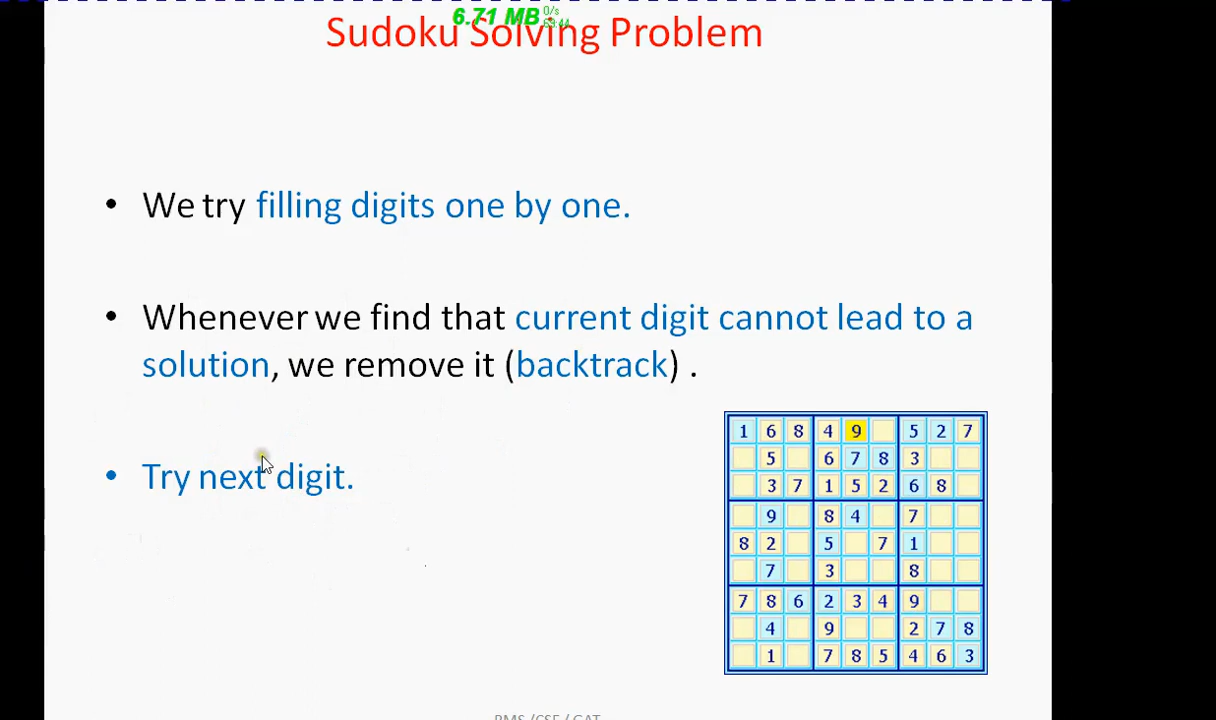 6.71 MB 0/s
Sudoku Solving Problem
• We try filling digits one by one.
• Whenever we find that current digit cannot lead to a
solution, we remove it (backtrack) .
• Try next digit.
1 6 8 4 9 5 2 7
5 6 7 8 3
3 7 1 5 2 6 8
9 8 4 7
8 2 5 7 1
7 3 8
7 8 6 2 3 4 9
4 9 2 7 8
1 7 8 5 4 6 3